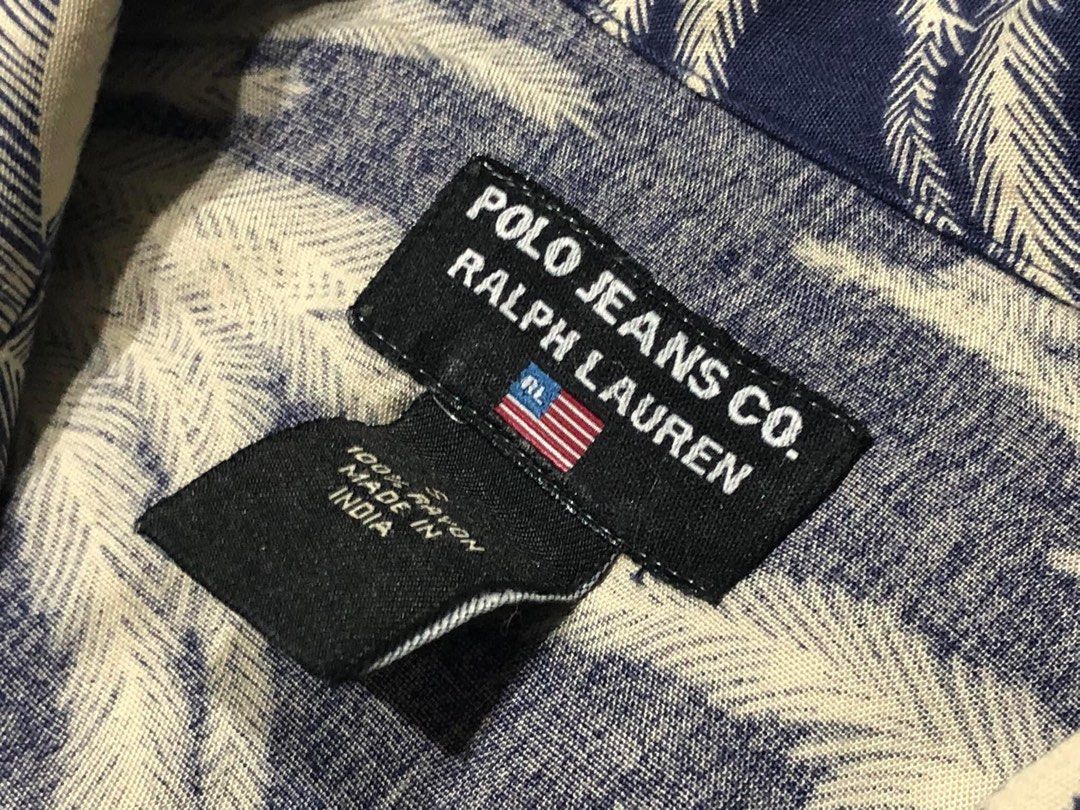 POLO JEANS CO.
RALPH LAUREN
RL
S
100% RAYON
MADE IN
INDIA